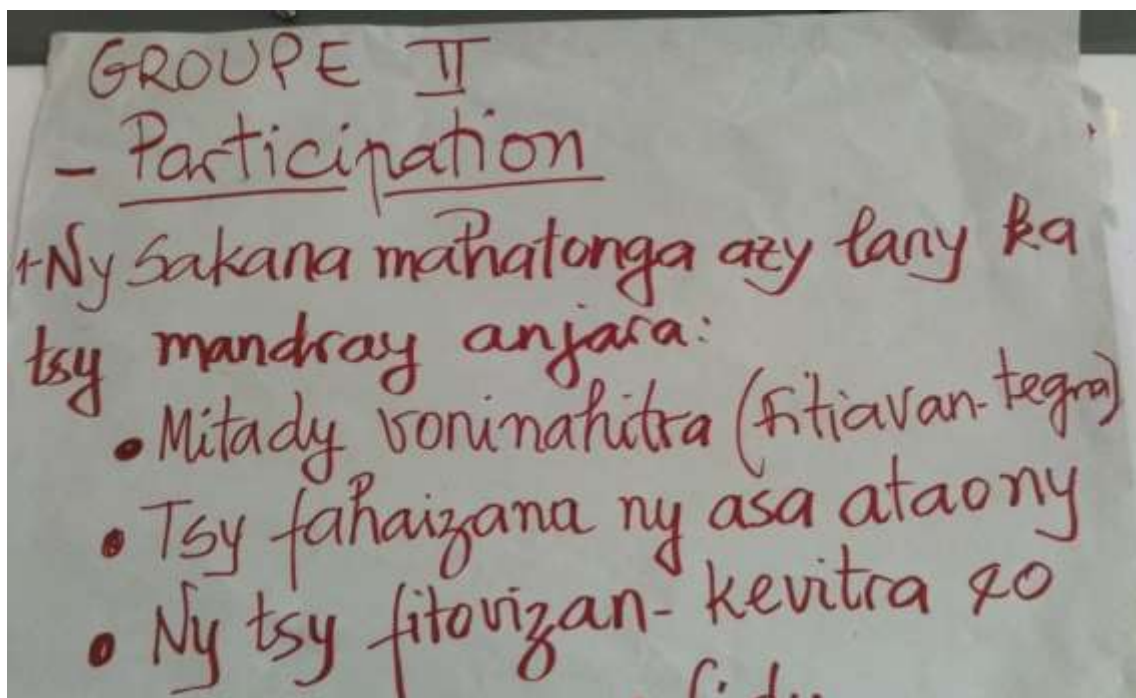 GROUPE II
- Participation
+Ny Sakana mahatonga azy lany ka
tsy mandray anjara:
• Mitady voninahitra (Fitiavan-tegna)
• Tsy fahaizana ny asa ataony
• Ny tsy fitovizan-kevitra eo